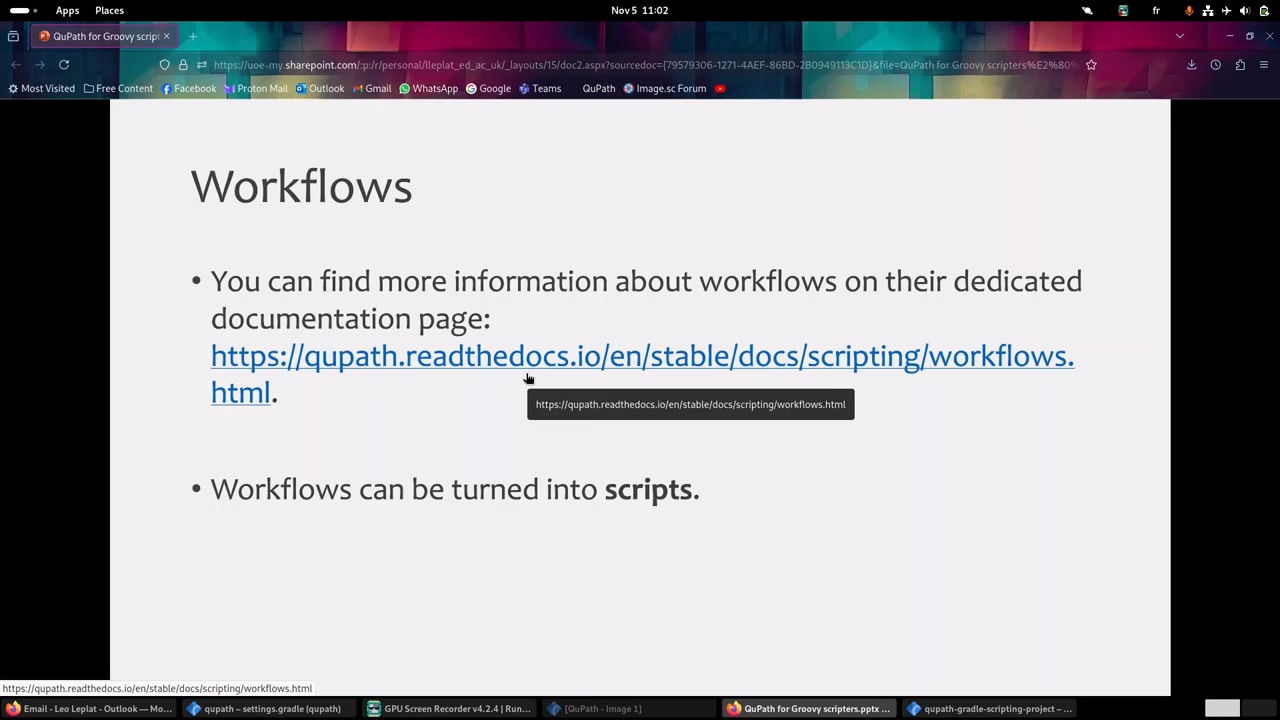 Apps Places Nov 5 11:02 fr
QuPath for Groovy script
https://uoe-my.sharepoint.com/:p:/r/personal/lleplat_ed_ac_uk/_layouts/15/doc2.aspx?sourcedoc={79579306-1271-4AEF-86BD-2B0949113C1D}&file=QuPath for Groovy scripters%E2%80%
Most Visited Free Content Facebook Proton Mail Outlook Gmail WhatsApp Google Teams QuPath Image.sc Forum
Workflows
• You can find more information about workflows on their dedicated
documentation page:
https://qupath.readthedocs.io/en/stable/docs/scripting/workflows.
html.
https://qupath.readthedocs.io/en/stable/docs/scripting/workflows.html
• Workflows can be turned into scripts.
https://qupath.readthedocs.io/en/stable/docs/scripting/workflows.html
Email - Leo Leplat - Outlook — Mo... qupath – settings.gradle (qupath) GPU Screen Recorder v4.2.4 | Run... [QuPath - Image 1] QuPath for Groovy scripters.pptx ... qupath-gradle-scripting-project – ...